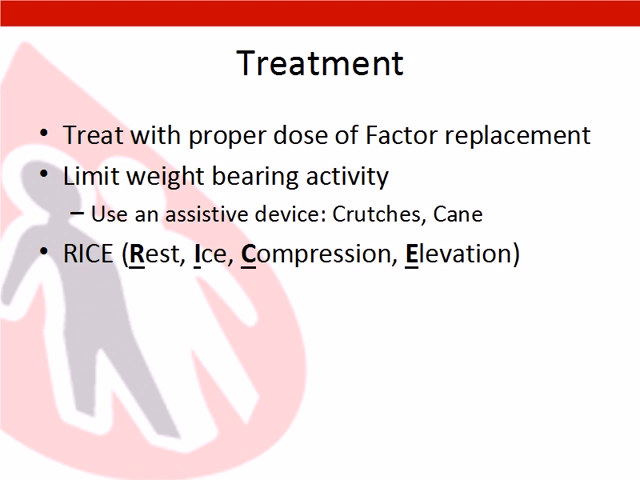 Treatment
• Treat with proper dose of Factor replacement
• Limit weight bearing activity
– Use an assistive device: Crutches, Cane
• RICE (Rest, Ice, Compression, Elevation)